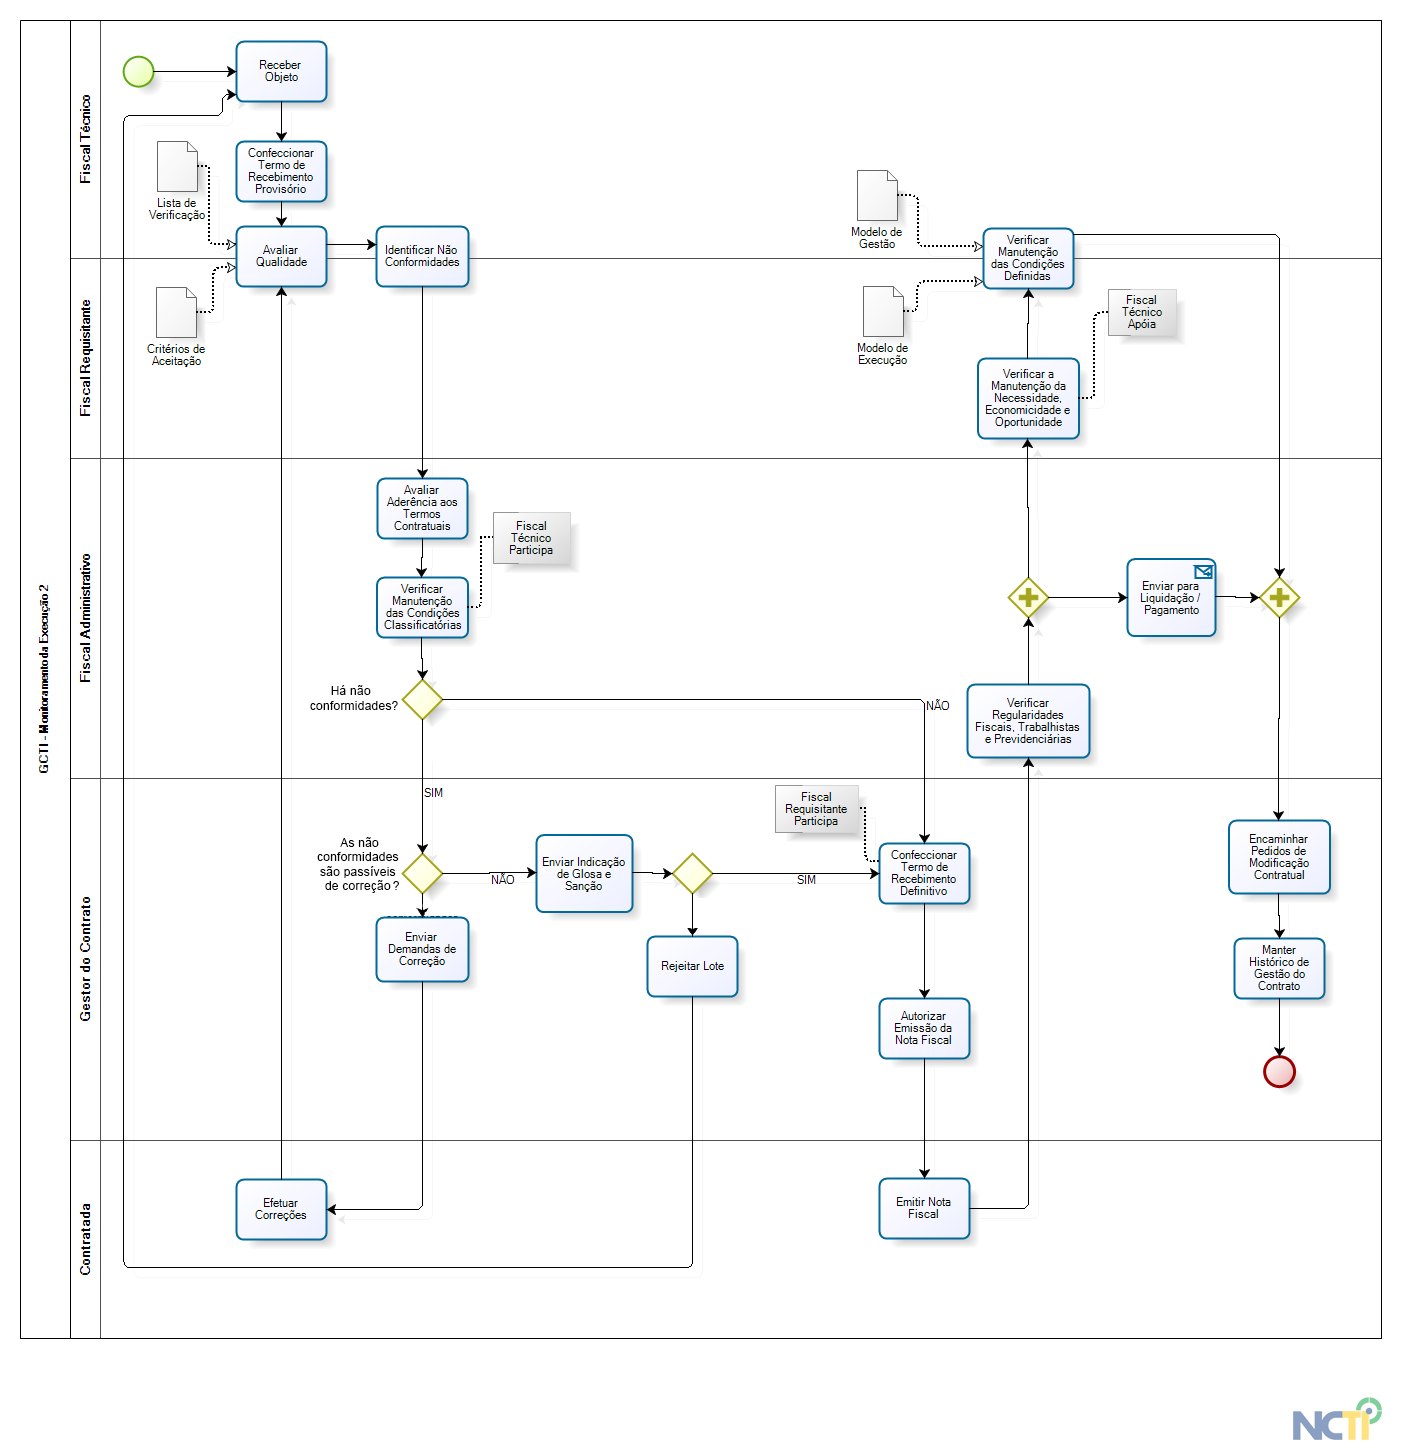 GCTI - Monitoramento da Execução 2
Fiscal Técnico
Receber
Objeto
Confeccionar
Termo de
Recebimento
Provisório
Lista de
Verificação
Avaliar
Qualidade
Identificar Não
Conformidades
Modelo de
Gestão
Verificar
Manutenção
das Condições
Definidas
Fiscal Requisitante
Critérios de
Aceitação
Modelo de
Execução
Fiscal
Técnico
Apóia
Verificar a
Manutenção da
Necessidade,
Economicidade e
Oportunidade
Fiscal Administrativo
Avaliar
Aderência aos
Termos
Contratuais
Fiscal
Técnico
Participa
Verificar
Manutenção
das Condições
Classificatórias
Enviar para
Liquidação /
Pagamento
Há não
conformidades?
NÃO
Verificar
Regularidades
Fiscais, Trabalhistas
e Previdenciárias
Gestor do Contrato
SIM
Fiscal
Requisitante
Participa
As não
conformidades
são passíveis
de correção ?
NÃO
Enviar Indicação
de Glosa e
Sanção
SIM
Confeccionar
Termo de
Recebimento
Definitivo
Encaminhar
Pedidos de
Modificação
Contratual
Enviar
Demandas de
Correção
Rejeitar Lote
Manter
Histórico de
Gestão do
Contrato
Autorizar
Emissão da
Nota Fiscal
Contratada
Efetuar
Correções
Emitir Nota
Fiscal
NCTI